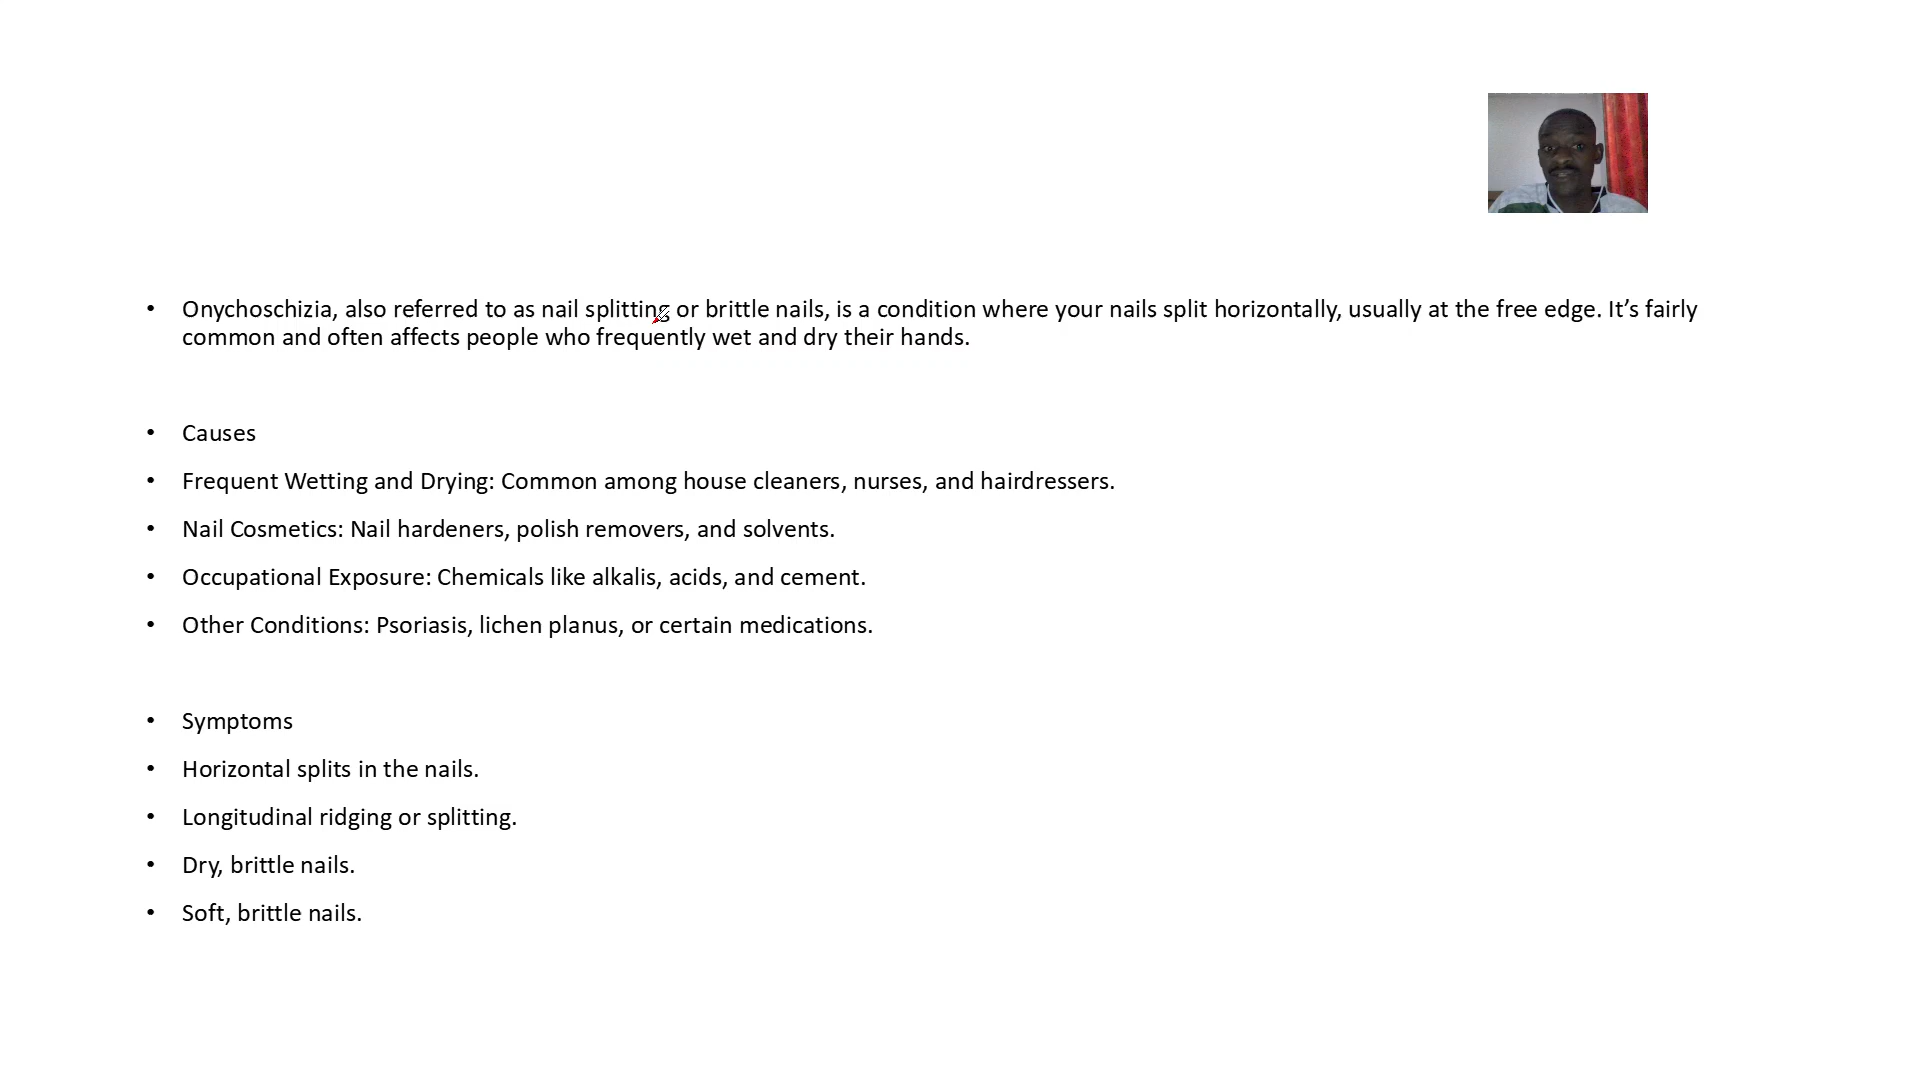 • Onychoschizia, also referred to as nail splitting or brittle nails, is a condition where your nails split horizontally, usually at the free edge. It’s fairly
common and often affects people who frequently wet and dry their hands.
• Causes
• Frequent Wetting and Drying: Common among house cleaners, nurses, and hairdressers.
• Nail Cosmetics: Nail hardeners, polish removers, and solvents.
• Occupational Exposure: Chemicals like alkalis, acids, and cement.
• Other Conditions: Psoriasis, lichen planus, or certain medications.
• Symptoms
• Horizontal splits in the nails.
• Longitudinal ridging or splitting.
• Dry, brittle nails.
• Soft, brittle nails.